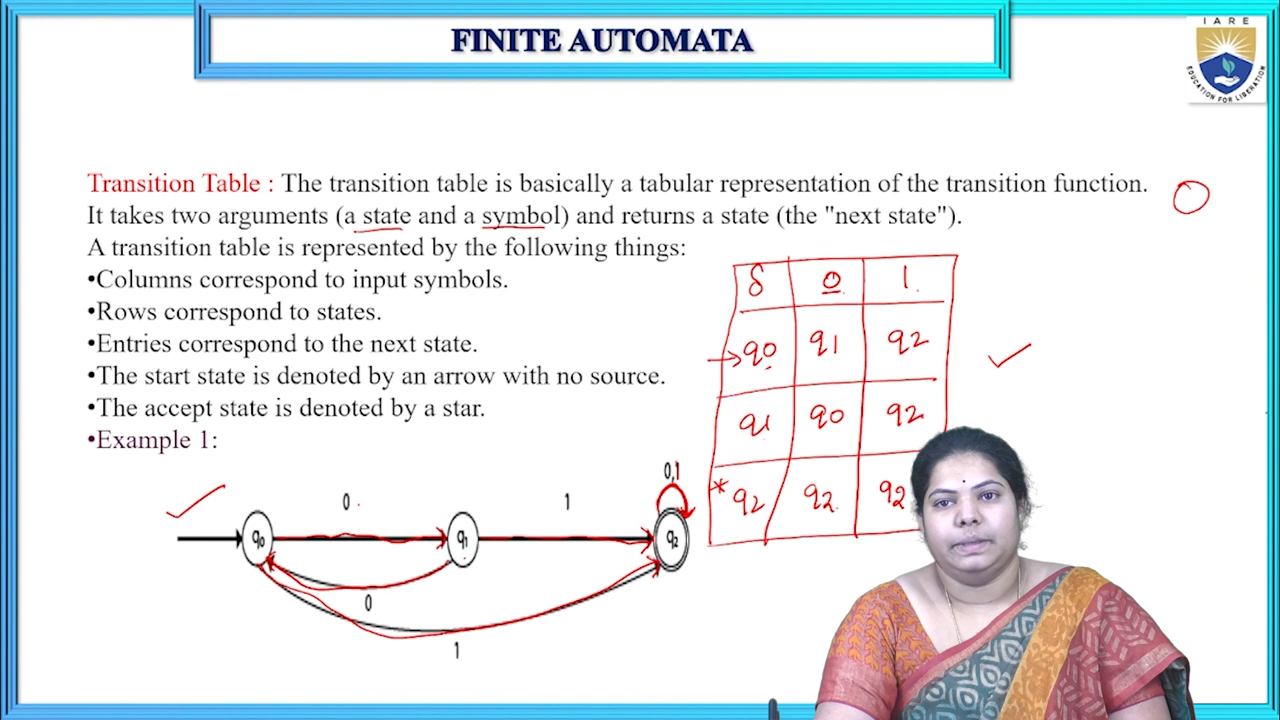 FINITE AUTOMATA
IARE
EDUCATION FOR LIBERATION
Transition Table : The transition table is basically a tabular representation of the transition function.
It takes two arguments (a state and a symbol) and returns a state (the "next state").
A transition table is represented by the following things:
•Columns correspond to input symbols.
•Rows correspond to states.
•Entries correspond to the next state.
•The start state is denoted by an arrow with no source.
•The accept state is denoted by a star.
•Example 1:
δ 0 1
→q0 q1 q2
q1 q0 q2
*q2 q2 q2
0 1 0,1
q0 q1 q2
0
1